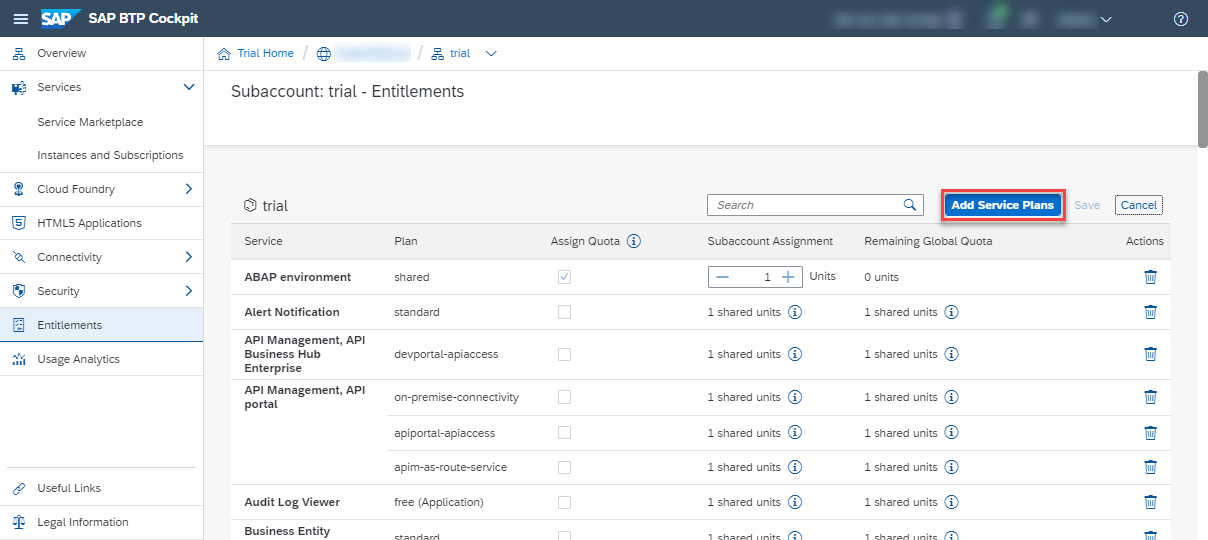 SAP SAP BTP Cockpit
Overview
Services
Service Marketplace
Instances and Subscriptions
Cloud Foundry
HTML5 Applications
Connectivity
Security
Entitlements
Usage Analytics
Useful Links
Legal Information
Trial Home / / trial
Subaccount: trial - Entitlements
trial Search Add Service Plans Save Cancel
Service Plan Assign Quota Subaccount Assignment Remaining Global Quota Actions
ABAP environment shared 1 Units 0 units
Alert Notification standard 1 shared units 1 shared units
API Management, API
Business Hub
Enterprise devportal-apiaccess 1 shared units 1 shared units
API Management, API
portal on-premise-connectivity 1 shared units 1 shared units
apiportal-apiaccess 1 shared units 1 shared units
apim-as-route-service 1 shared units 1 shared units
Audit Log Viewer free (Application) 1 shared units 1 shared units
Business Entity standard 1 shared units 1 shared units